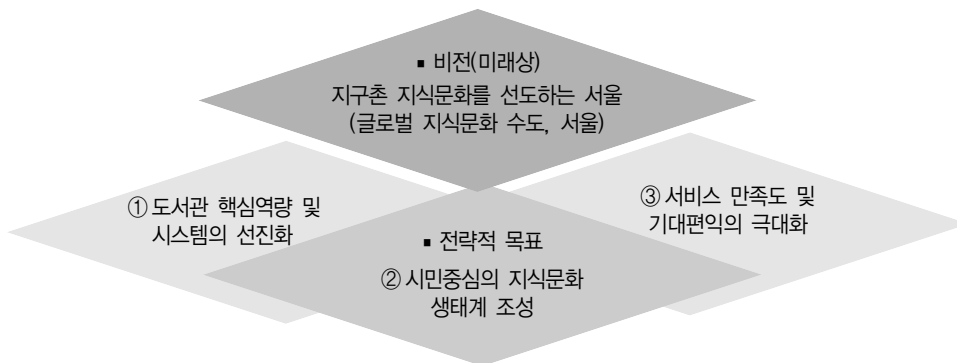 ▪ 비전(미래상)
지구촌 지식문화를 선도하는 서울
(글로벌 지식문화 수도, 서울)
① 도서관 핵심역량 및
시스템의 선진화
▪ 전략적 목표
② 시민중심의 지식문화
생태계 조성
③ 서비스 만족도 및
기대편익의 극대화